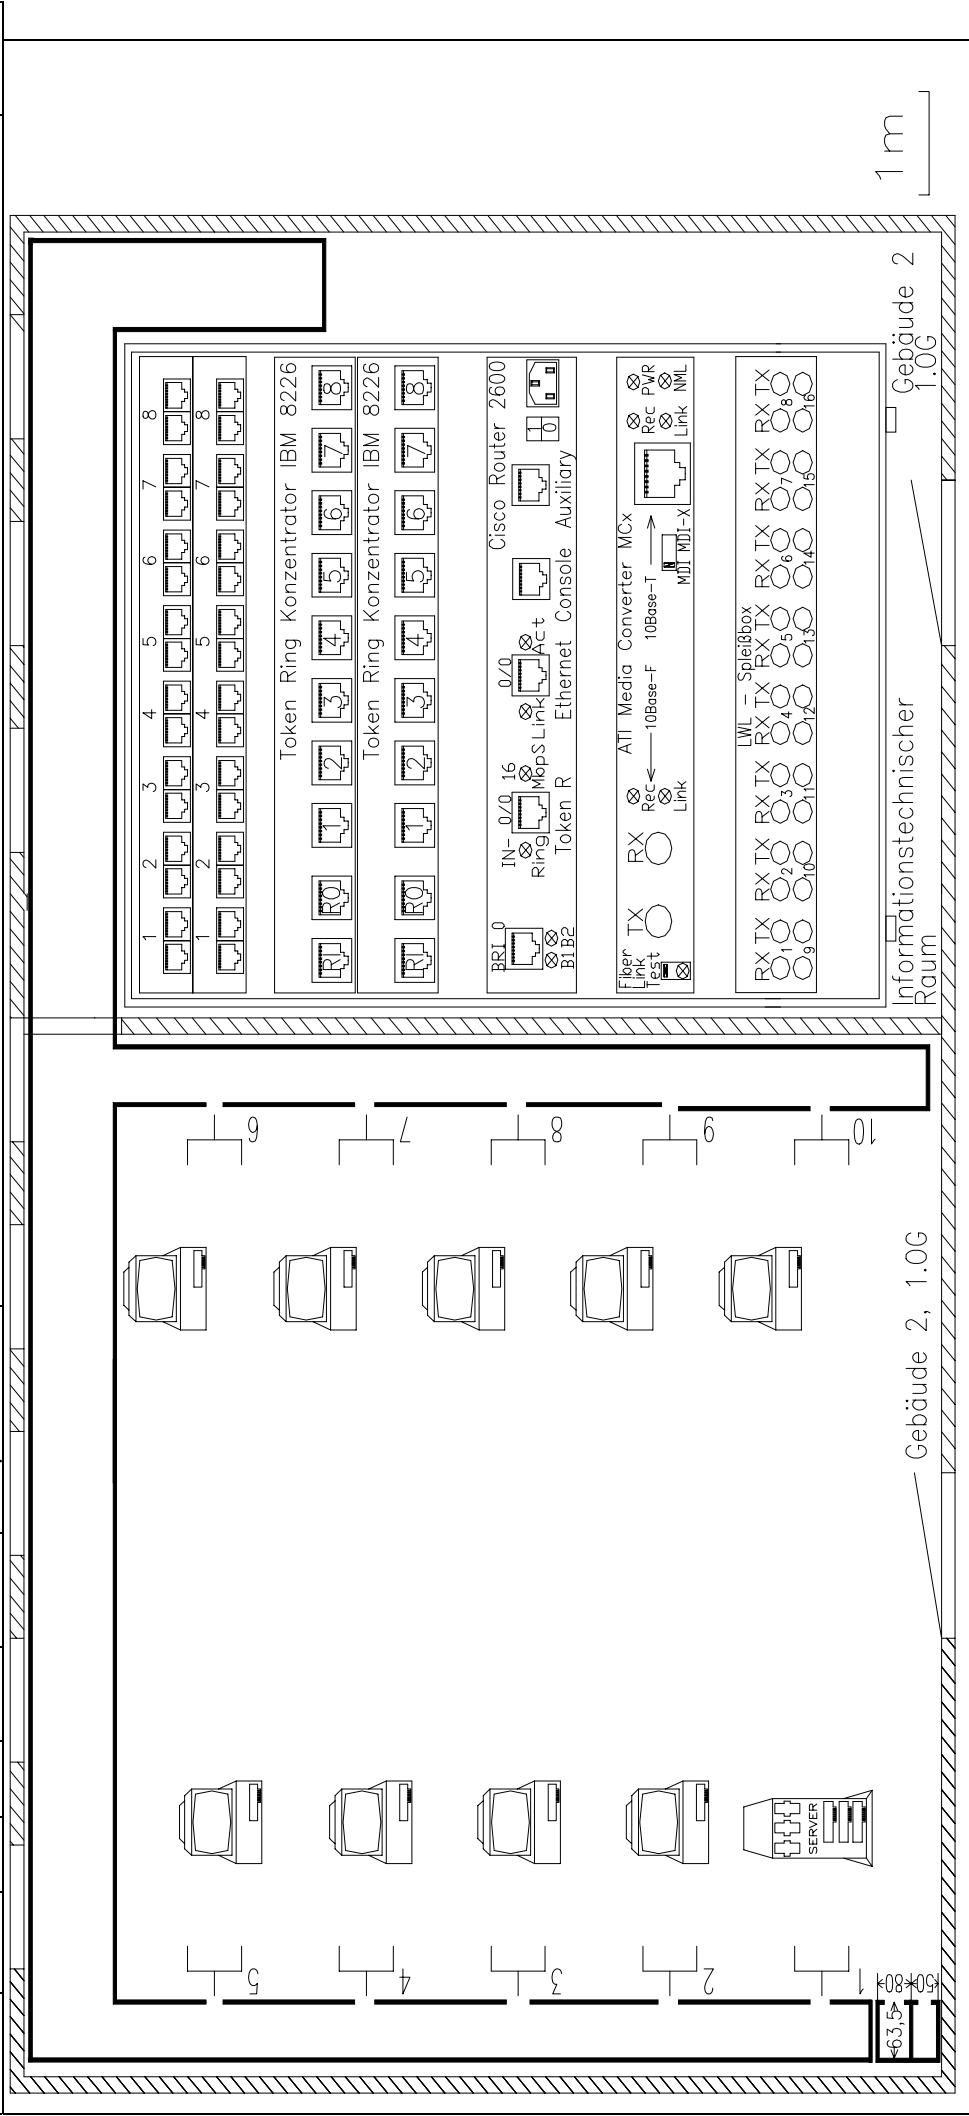 1m
Gebäude 2
1.0G
Informationstechnischer
Raum
1 2 3 4 5 6 7 8
1 2 3 4 5 6 7 8
Token Ring Konzentrator IBM 8226
RI R0 1 2 3 4 5 6 7 8
Token Ring Konzentrator IBM 8226
RI R0 1 2 3 4 5 6 7 8
Cisco Router 2600
BRI 0
B1 B2
IN-
Ring
0/0
16
MbpS
Token R
Link
0/0
Act
Ethernet
Console
Auxiliary
1
0
ATI Media Converter MCx
Fiber
Link
Test
TX RX
Rec
Link
10Base-F 10Base-T
MDI MDI-X
Rec PWR
Link NML
LWL - Spleißbox
RX TX RX TX RX TX RX TX RX TX RX TX RX TX RX TX
1 2 3 4 5 6 7 8
9 10 11 12 13 14 15 16
6 7 8 9 10
Gebäude 2, 1.0G
SERVER
5 4 3 2 1
80
50
63,5